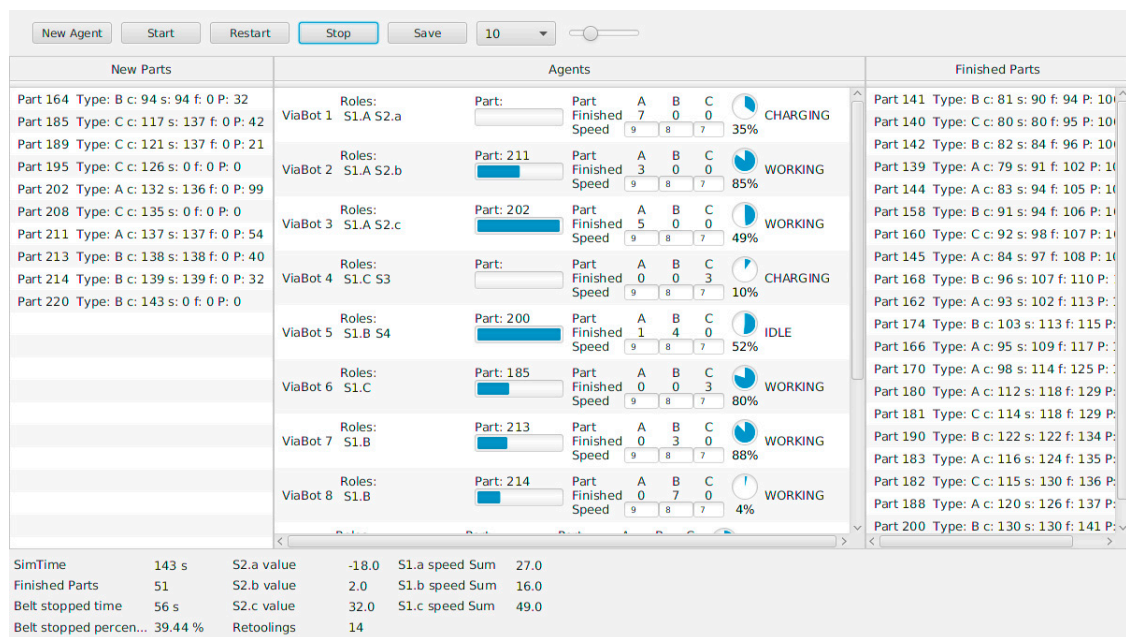 New Agent Start Restart Stop Save 10
New Parts Agents Finished Parts
Part 164 Type: B c: 94 s: 94 f: 0 P: 32
Part 185 Type: C c: 117 s: 137 f: 0 P: 42
Part 189 Type: C c: 121 s: 137 f: 0 P: 21
Part 195 Type: C c: 126 s: 0 f: 0 P: 0
Part 202 Type: A c: 132 s: 136 f: 0 P: 99
Part 208 Type: C c: 135 s: 0 f: 0 P: 0
Part 211 Type: A c: 137 s: 137 f: 0 P: 54
Part 213 Type: B c: 138 s: 138 f: 0 P: 40
Part 214 Type: B c: 139 s: 139 f: 0 P: 32
Part 220 Type: B c: 143 s: 0 f: 0 P: 0
Roles: Part: Part A B C
ViaBot 1 S1.A S2.a Finished 7 0 0 CHARGING
Speed 9 8 7 35%
Roles: Part: 211 Part A B C
ViaBot 2 S1.A S2.b Finished 3 0 0 WORKING
Speed 9 8 7 85%
Roles: Part: 202 Part A B C
ViaBot 3 S1.A S2.c Finished 5 0 0 WORKING
Speed 9 8 7 49%
Roles: Part: Part A B C
ViaBot 4 S1.C S3 Finished 0 0 3 CHARGING
Speed 9 8 7 10%
Roles: Part: 200 Part A B C
ViaBot 5 S1.B S4 Finished 1 4 0 IDLE
Speed 9 8 7 52%
Roles: Part: 185 Part A B C
ViaBot 6 S1.C Finished 0 0 3 WORKING
Speed 9 8 7 80%
Roles: Part: 213 Part A B C
ViaBot 7 S1.B Finished 0 3 0 WORKING
Speed 9 8 7 88%
Roles: Part: 214 Part A B C
ViaBot 8 S1.B Finished 0 7 0 WORKING
Speed 9 8 7 4%
Part 141 Type: B c: 81 s: 90 f: 94 P: 10
Part 140 Type: C c: 80 s: 80 f: 95 P: 10
Part 142 Type: B c: 82 s: 84 f: 96 P: 10
Part 139 Type: A c: 79 s: 91 f: 102 P: 1
Part 144 Type: A c: 83 s: 94 f: 105 P: 1
Part 158 Type: B c: 91 s: 94 f: 106 P: 1
Part 160 Type: C c: 92 s: 98 f: 107 P: 1
Part 145 Type: A c: 84 s: 97 f: 108 P: 1
Part 168 Type: B c: 96 s: 107 f: 110 P:
Part 162 Type: A c: 93 s: 102 f: 113 P:
Part 174 Type: B c: 103 s: 113 f: 115 P:
Part 166 Type: A c: 95 s: 109 f: 117 P:
Part 170 Type: A c: 98 s: 114 f: 125 P:
Part 180 Type: A c: 112 s: 118 f: 129 P:
Part 181 Type: C c: 114 s: 118 f: 129 P:
Part 190 Type: B c: 122 s: 122 f: 134 P:
Part 183 Type: A c: 116 s: 124 f: 135 P:
Part 182 Type: C c: 115 s: 130 f: 136 P:
Part 188 Type: A c: 120 s: 126 f: 137 P:
Part 200 Type: B c: 130 s: 130 f: 141 P:
SimTime 143 s S2.a value -18.0 S1.a speed Sum 27.0
Finished Parts 51 S2.b value 2.0 S1.b speed Sum 16.0
Belt stopped time 56 s S2.c value 32.0 S1.c speed Sum 49.0
Belt stopped percen... 39.44 % Retoolings 14